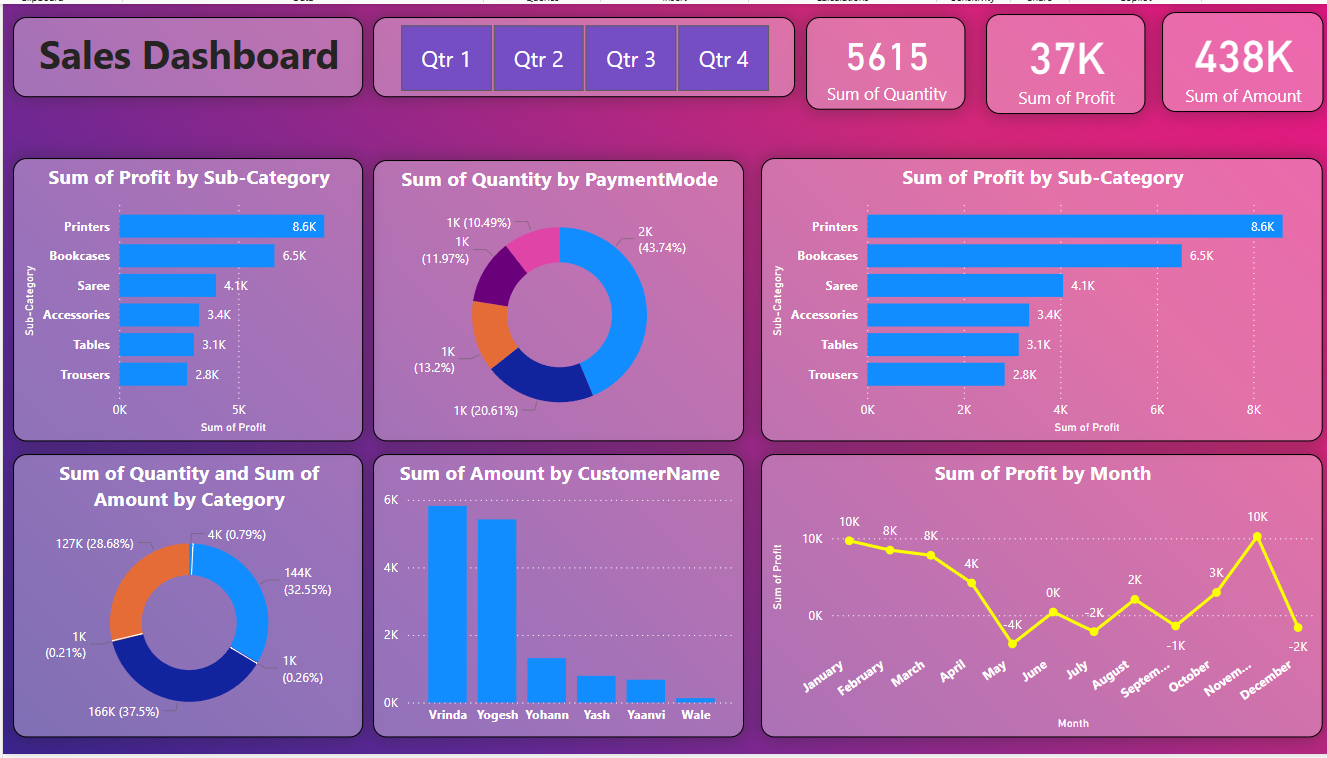 Sales Dashboard
Qtr 1
Qtr 2
Qtr 3
Qtr 4
5615
Sum of Quantity
37K
Sum of Profit
438K
Sum of Amount
Sum of Profit by Sub-Category
Sub-Category
Printers
8.6K
Bookcases
6.5K
Saree
4.1K
Accessories
3.4K
Tables
3.1K
Trousers
2.8K
0K
5K
Sum of Profit
Sum of Quantity by PaymentMode
1K (10.49%)
2K
(43.74%)
1K
(11.97%)
1K
(13.2%)
1K (20.61%)
Sum of Profit by Sub-Category
Sub-Category
Printers
8.6K
Bookcases
6.5K
Saree
4.1K
Accessories
3.4K
Tables
3.1K
Trousers
2.8K
0K
2K
4K
6K
8K
Sum of Profit
Sum of Quantity and Sum of
Amount by Category
4K (0.79%)
127K (28.68%)
144K
(32.55%)
1K
(0.21%)
1K
(0.26%)
166K (37.5%)
Sum of Amount by CustomerName
6K
4K
2K
0K
Vrinda
Yogesh
Yohann
Yash
Yaanvi
Wale
Sum of Profit by Month
Sum of Profit
10K
0K
10K
8K
8K
4K
-4K
0K
-2K
2K
-1K
3K
10K
-2K
January
February
March
April
May
June
July
August
Septem...
October
Novem...
December
Month